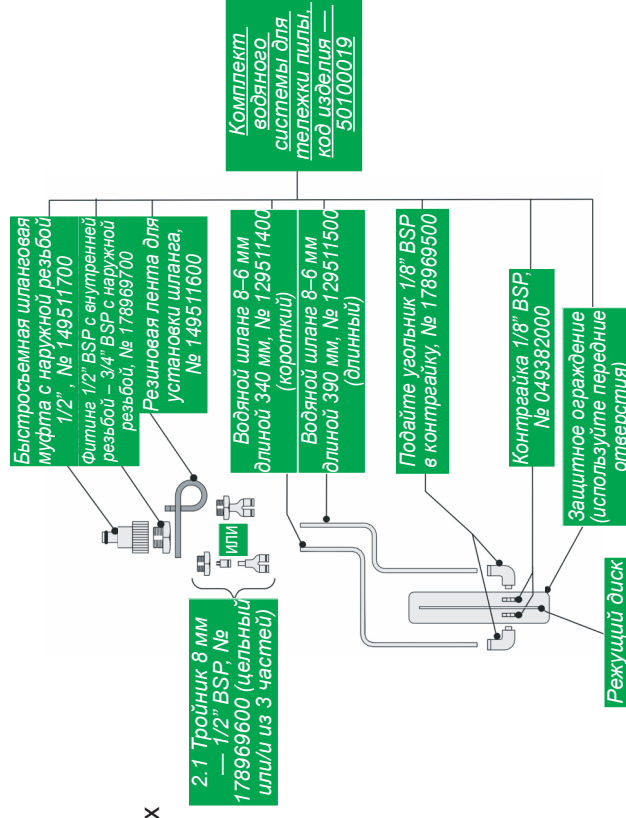 Комплект
водяного
системы для
тележки пилы,
код изделия —
50100019
Быстросъемная шланговая
муфта с наружной резьбой
1/2” , № 149511700
Фитинг 1/2” BSP с внутренней
резьбой – 3/4” BSP с наружной
резьбой, № 178969700
Резиновая лента для
установки шланга,
№ 149511600
Водяной шланг 8–6 мм
длиной 340 мм, № 129511400
(короткий)
Водяной шланг 8–6 мм
длиной 390 мм, № 129511500
(длинный)
Подайте угольник 1/8” BSP
в контргайку, № 178969500
Контргайка 1/8” BSP,
№ 049382000
Защитное ограждение
(используйте передние
отверстия)
Режущий диск
или
2.1 Тройник 8 мм
— 1/2” BSP, №
178969600 (цельный
или/и из 3 частей)
x